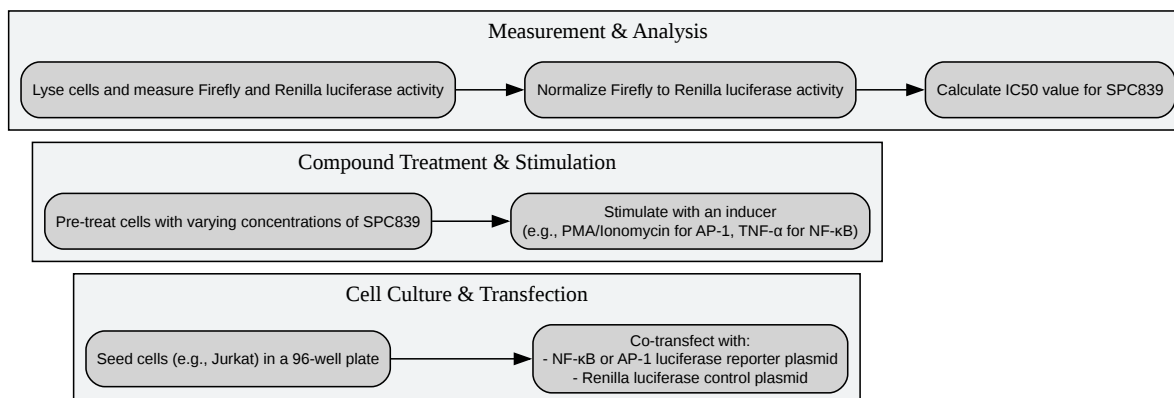 Measurement & Analysis
Lyse cells and measure Firefly and Renilla luciferase activity
Normalize Firefly to Renilla luciferase activity
Calculate IC50 value for SPC839
Compound Treatment & Stimulation
Pre-treat cells with varying concentrations of SPC839
Stimulate with an inducer
(e.g., PMA/Ionomycin for AP-1, TNF-α for NF-κB)
Cell Culture & Transfection
Seed cells (e.g., Jurkat) in a 96-well plate
Co-transfect with:
- NF-κB or AP-1 luciferase reporter plasmid
- Renilla luciferase control plasmid